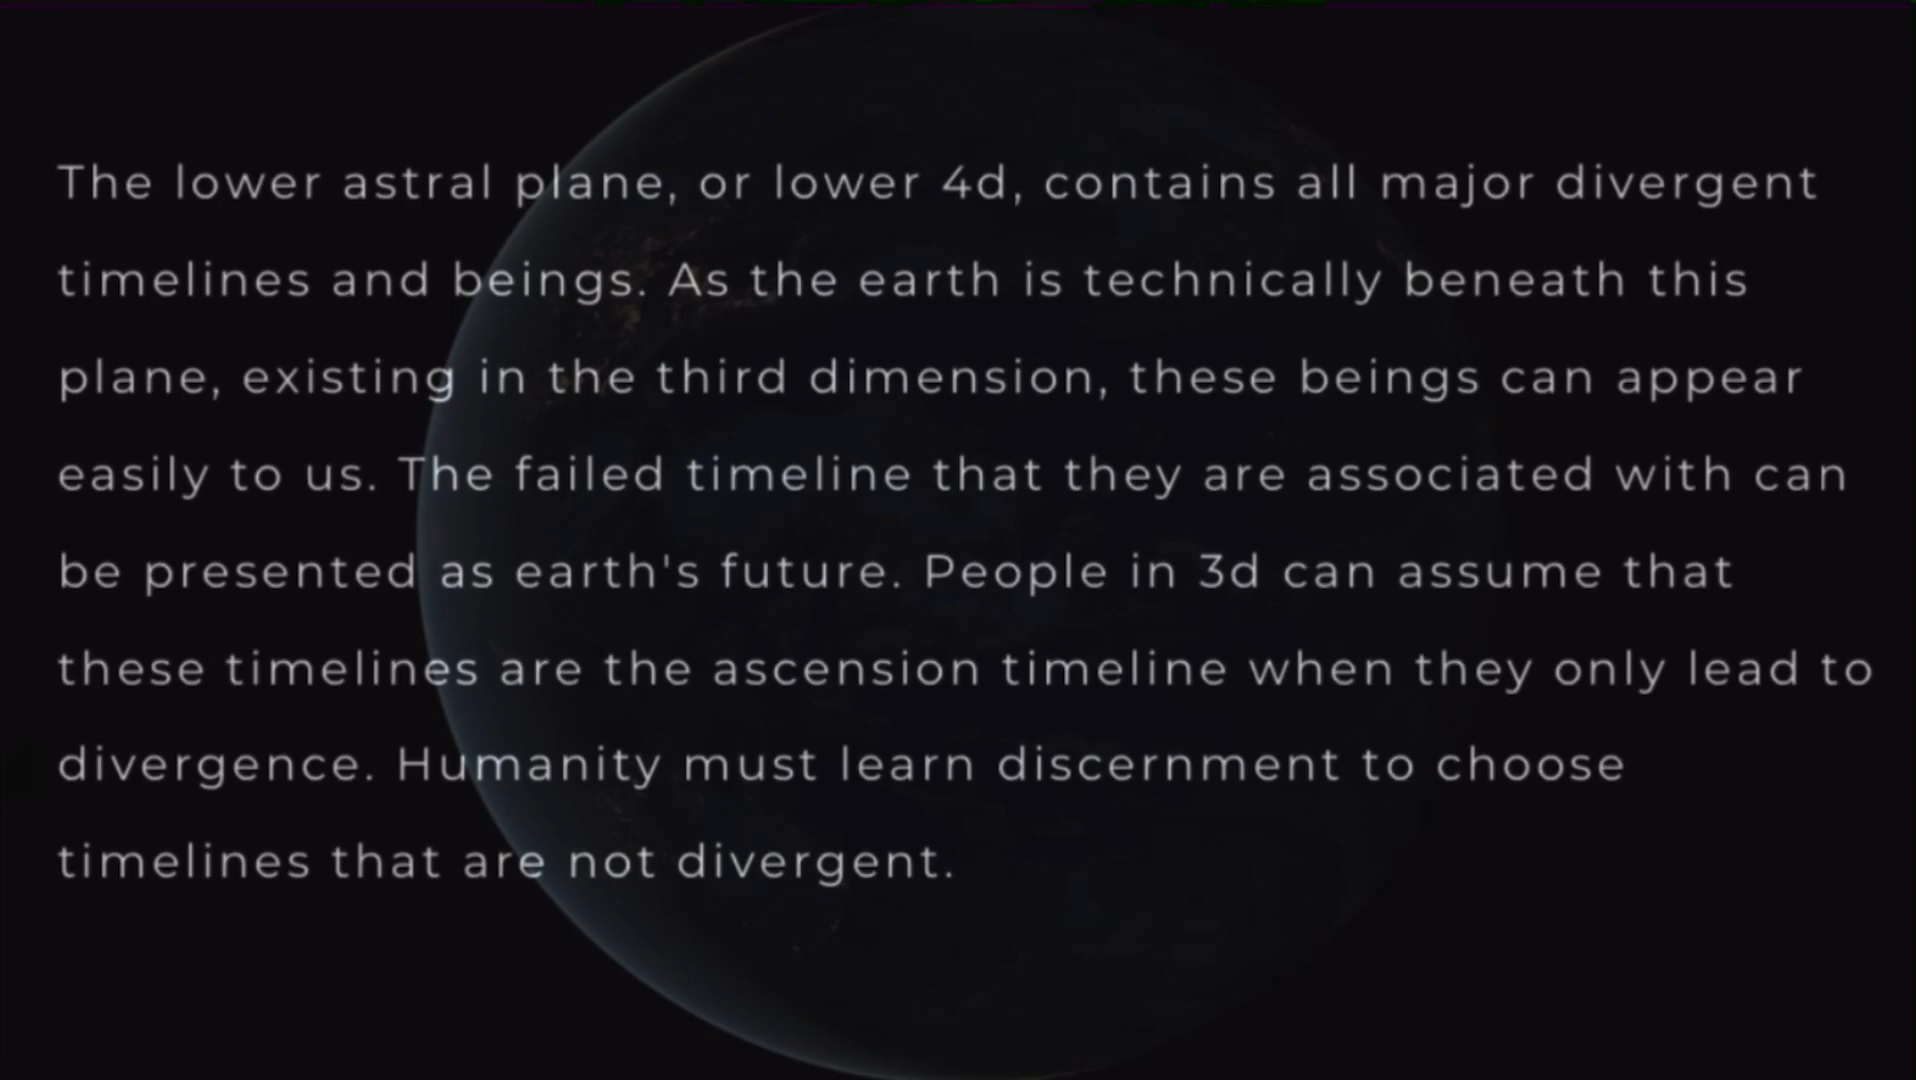 The lower astral plane, or lower 4d, contains all major divergent
timelines and beings. As the earth is technically beneath this
plane, existing in the third dimension, these beings can appear
easily to us. The failed timeline that they are associated with can
be presented as earth's future. People in 3d can assume that
these timelines are the ascension timeline when they only lead to
divergence. Humanity must learn discernment to choose
timelines that are not divergent.